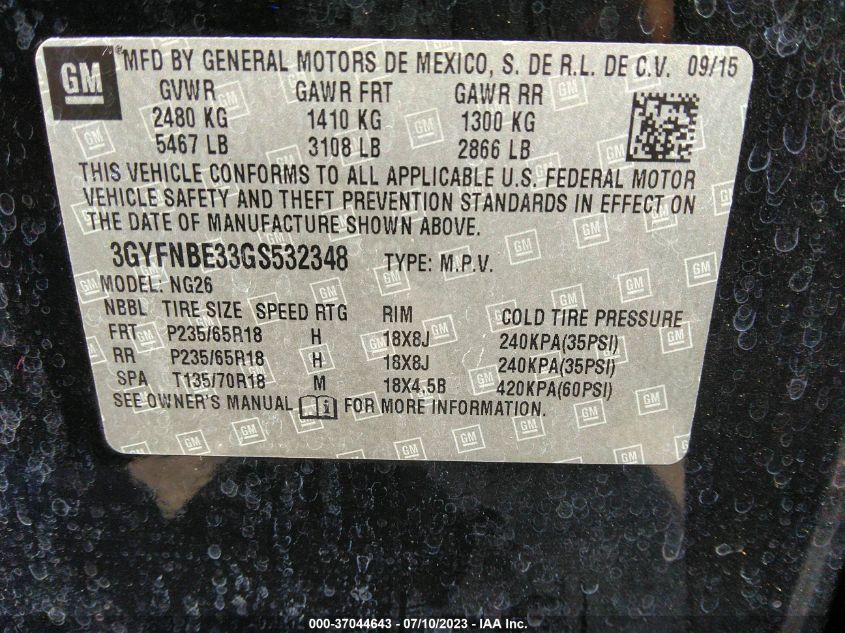 GM MFD BY GENERAL MOTORS DE MEXICO, S. DE R.L. DE C.V. 09/15
GVWR GAWR FRT GAWR RR
2480 KG 1410 KG 1300 KG
5467 LB 3108 LB 2866 LB
THIS VEHICLE CONFORMS TO ALL APPLICABLE U.S. FEDERAL MOTOR
VEHICLE SAFETY AND THEFT PREVENTION STANDARDS IN EFFECT ON
THE DATE OF MANUFACTURE SHOWN ABOVE.
3GYFNBE33GS532348 TYPE: M.P.V.
MODEL: NG26
NBBL TIRE SIZE SPEED RTG RIM COLD TIRE PRESSURE
FRT P235/65R18 H 18X8J 240KPA(35PSI)
RR P235/65R18 H 18X8J 240KPA(35PSI)
SPA T135/70R18 M 18X4,5B 420KPA(60PSI)
SEE OWNER'S MANUAL FOR MORE INFORMATION.
000-37044643 - 07/10/2023 - IAA Inc.